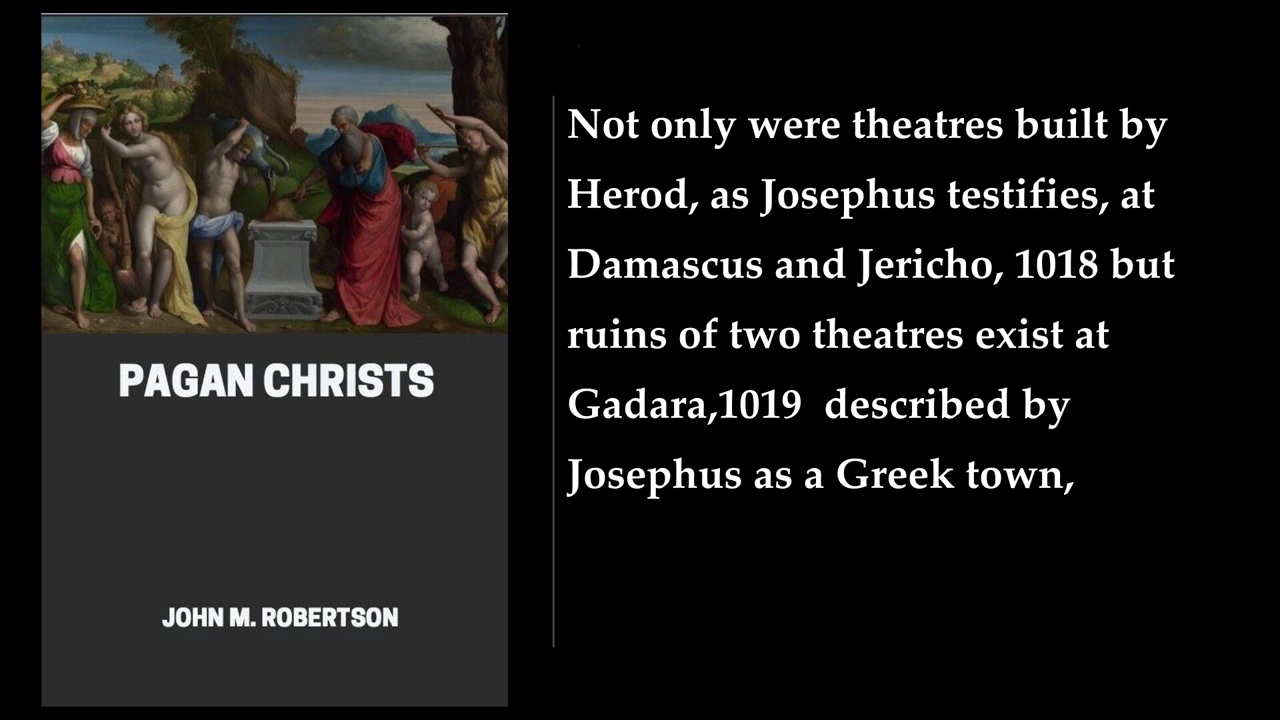 PAGAN CHRISTS
JOHN M. ROBERTSON
Not only were theatres built by
Herod, as Josephus testifies, at
Damascus and Jericho, 1018 but
ruins of two theatres exist at
Gadara,1019  described by
Josephus as a Greek town,